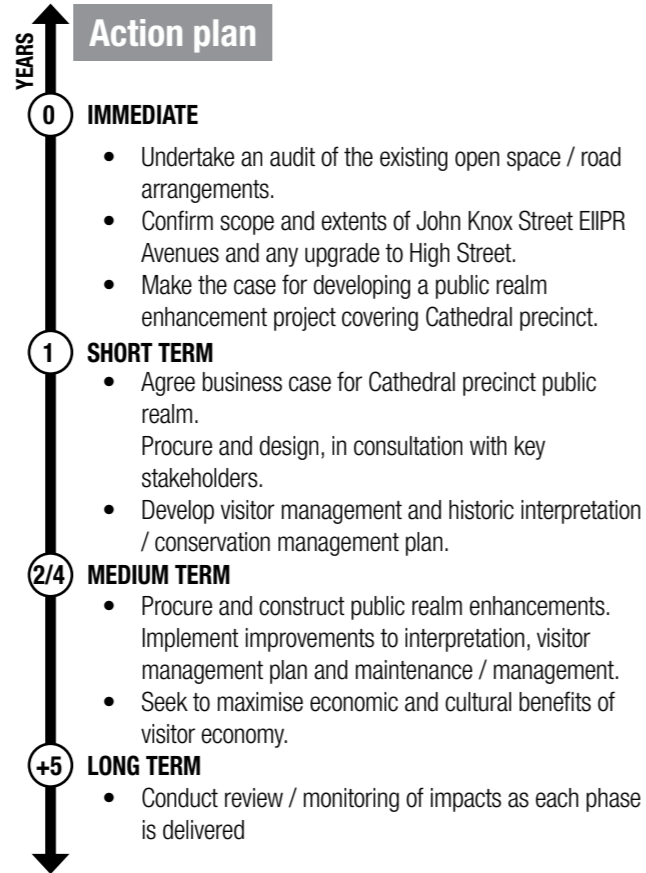 Action plan
YEARS
0 IMMEDIATE
• Undertake an audit of the existing open space / road
arrangements.
• Confirm scope and extents of John Knox Street EIIPR
Avenues and any upgrade to High Street.
• Make the case for developing a public realm
enhancement project covering Cathedral precinct.
1 SHORT TERM
• Agree business case for Cathedral precinct public
realm.
Procure and design, in consultation with key
stakeholders.
• Develop visitor management and historic interpretation
/ conservation management plan.
2/4 MEDIUM TERM
• Procure and construct public realm enhancements.
Implement improvements to interpretation, visitor
management plan and maintenance / management.
• Seek to maximise economic and cultural benefits of
visitor economy.
+5 LONG TERM
• Conduct review / monitoring of impacts as each phase
is delivered